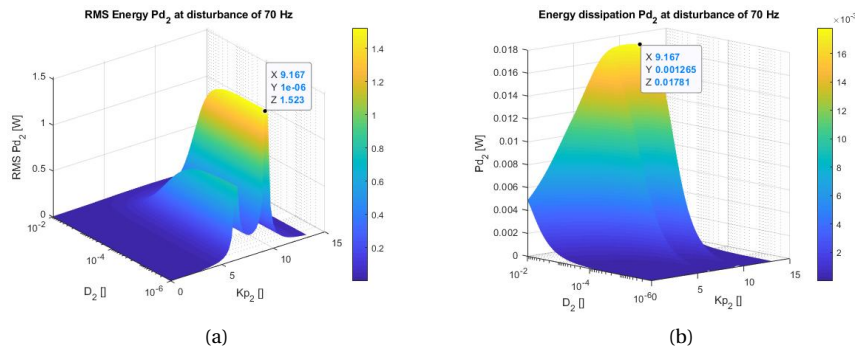 RMS Energy Pd2 at disturbance of 70 Hz
X 9.167
Y 1e-06
Z 1.523
1.5
1
0.5
0
RMS Pd2 [W]
10-2
10-4
10-6
D2 []
0
5
10
15
Kp2 []
1.4
1.2
1
0.8
0.6
0.4
0.2
(a)
Energy dissipation Pd2 at disturbance of 70 Hz
X 9.167
Y 0.001265
Z 0.01781
0.018
0.016
0.014
0.012
0.01
0.008
0.006
0.004
0.002
0
Pd2 [W]
10-2
10-4
10-6
D2 []
0
5
10
15
Kp2 []
16
14
12
10
8
6
4
2
(b)